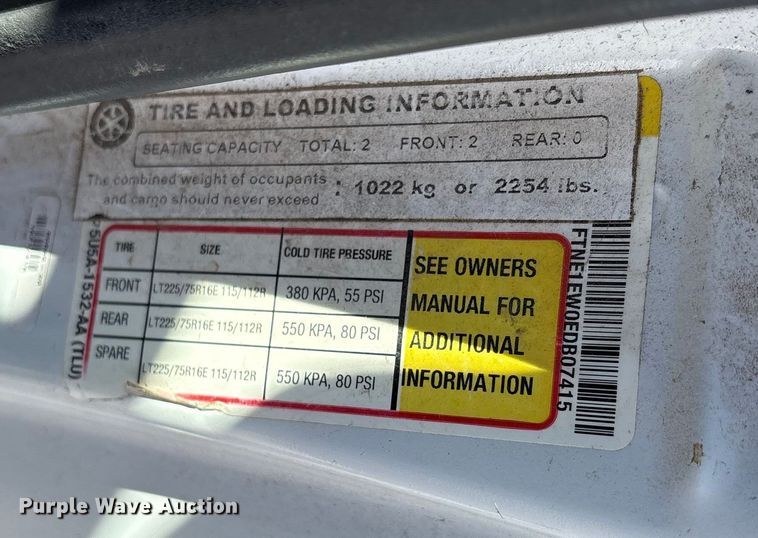 TIRE AND LOADING INFORMATION
SEATING CAPACITY TOTAL: 2 FRONT: 2 REAR: 0
The combined weight of occupants
and cargo should never exceed : 1022 kg or 2254 lbs.
TIRE SIZE COLD TIRE PRESSURE
FRONT LT225/75R16E 115/112R 380 KPA, 55 PSI
REAR LT225/75R16E 115/112R 550 KPA, 80 PSI
SPARE LT225/75R16E 115/112R 550 KPA, 80 PSI
SEE OWNERS
MANUAL FOR
ADDITIONAL
INFORMATION
5U5A-1532-AA (TLU)
FTNE1EW0EDB07415
Purple Wave Auction